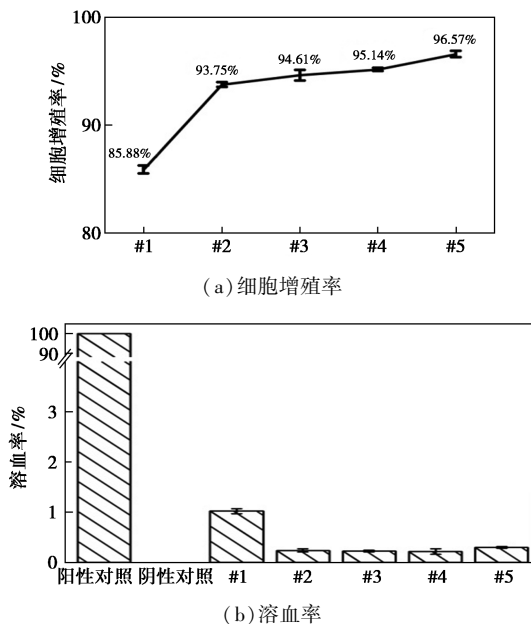 100
96.57%
95.14%
94.61%
93.75%
90
85.88%
80
细胞增殖率/%
#1 #2 #3 #4 #5
(a)细胞增殖率
100
90
3
2
1
0
溶血率/%
阳性对照 阴性对照 #1 #2 #3 #4 #5
(b)溶血率